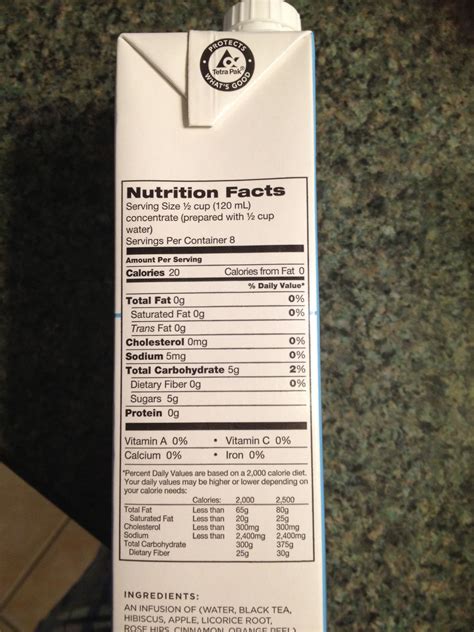 PROTECTS
Tetra Pak®
WHAT'S GOOD
Nutrition Facts
Serving Size ½ cup (120 mL)
concentrate (prepared with ½ cup
water)
Servings Per Container 8
Amount Per Serving
Calories 20 Calories from Fat 0
% Daily Value*
Total Fat 0g 0%
Saturated Fat 0g 0%
Trans Fat 0g
Cholesterol 0mg 0%
Sodium 5mg 0%
Total Carbohydrate 5g 2%
Dietary Fiber 0g 0%
Sugars 5g
Protein 0g
Vitamin A 0% • Vitamin C 0%
Calcium 0% • Iron 0%
*Percent Daily Values are based on a 2,000 calorie diet.
Your daily values may be higher or lower depending on
your calorie needs:
Calories: 2,000 2,500
Total Fat Less than 65g 80g
Saturated Fat Less than 20g 25g
Cholesterol Less than 300mg 300mg
Sodium Less than 2,400mg 2,400mg
Total Carbohydrate 300g 375g
Dietary Fiber 25g 30g
INGREDIENTS:
AN INFUSION OF (WATER, BLACK TEA,
HIBISCUS, APPLE, LICORICE ROOT,
ROSE HIPS, CINNAMON, ORANGE PEEL)